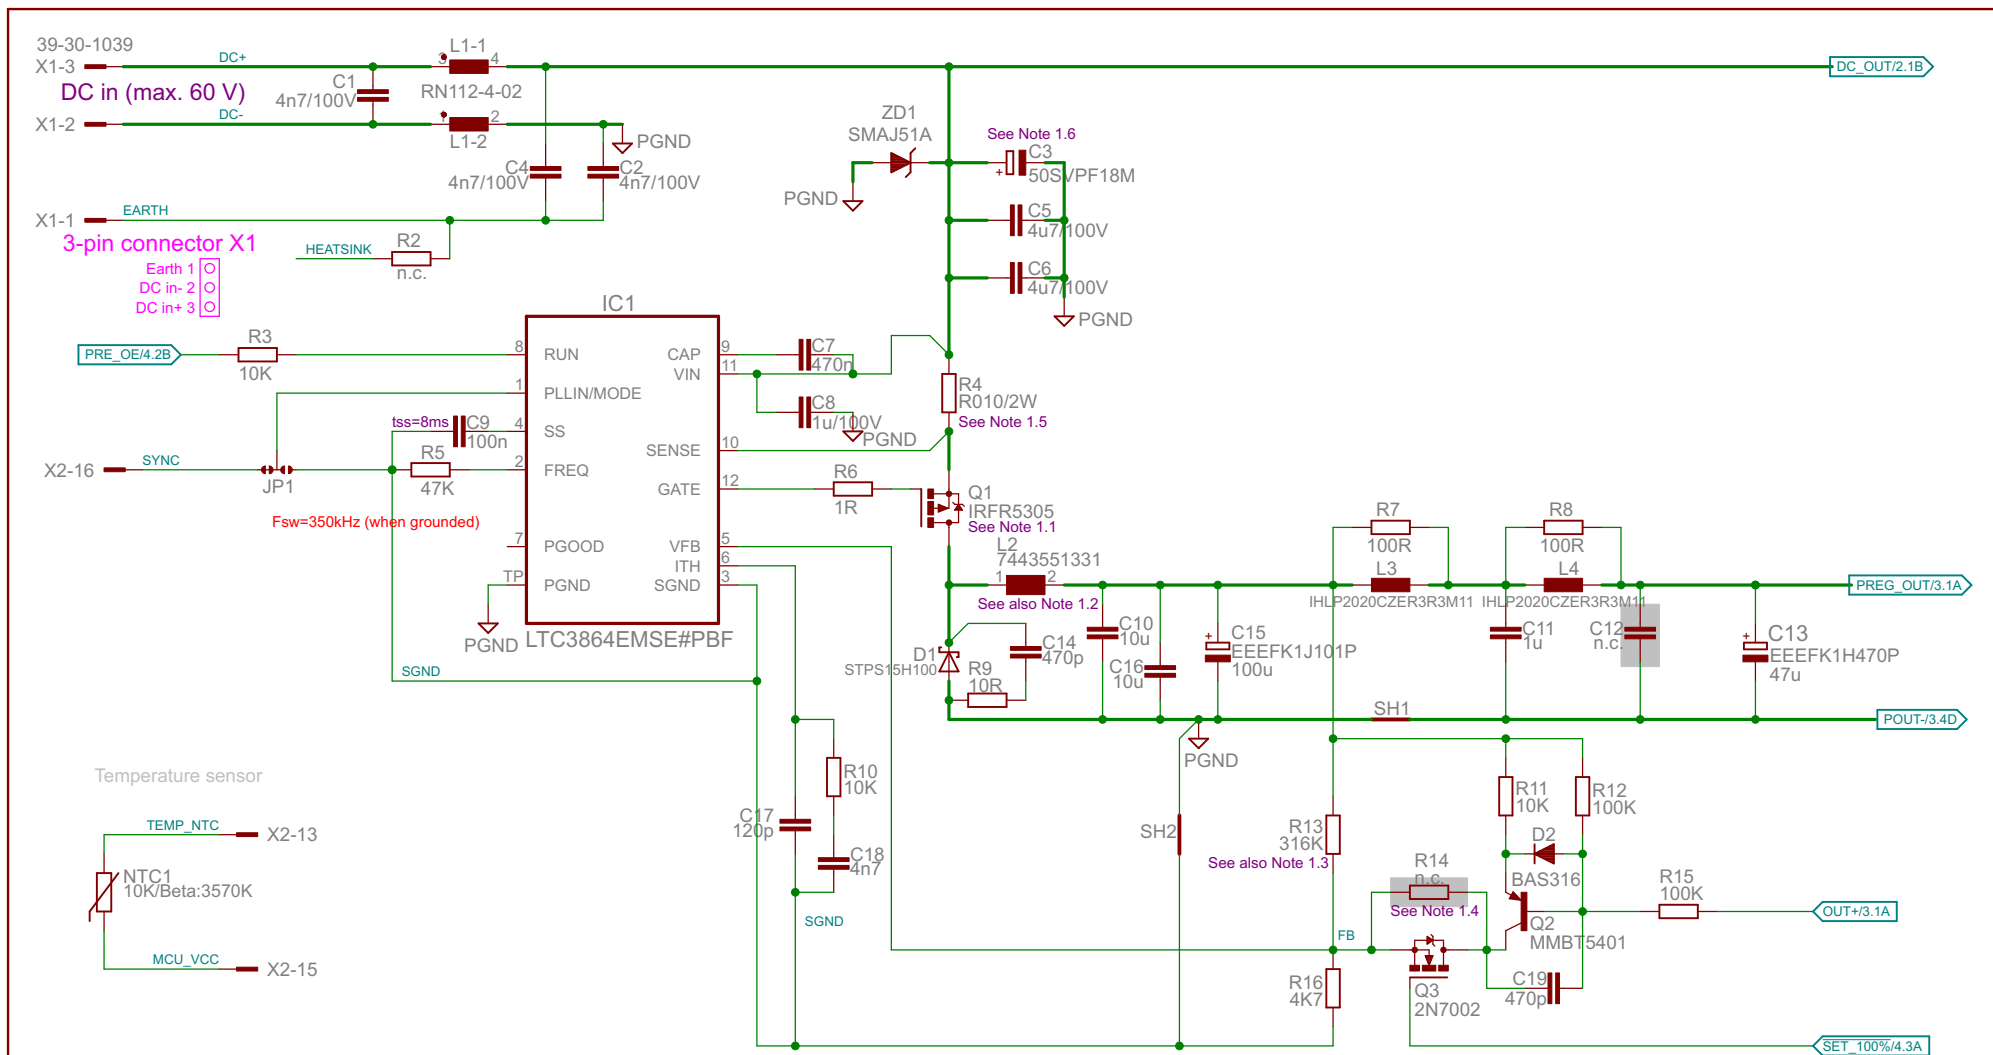 39-30-1039
X1-3
DC+
L1-1
3
4
DC_OUT/2.1B
C1
4n7/100V
RN112-4-02
DC in (max. 60 V)
DC-
X1-2
1
2
L1-2
PGND
ZD1
SMAJ51A
See Note 1.6
C3
50SVPF18M
+
C4
4n7/100V
C2
4n7/100V
PGND
EARTH
X1-1
C5
4u7/100V
3-pin connector X1
HEATSINK
R2
n.c.
Earth 1
DC in- 2
DC in+ 3
C6
4u7/100V
PGND
IC1
R3
PRE_OE/4.2B
10K
8
RUN
CAP
9
C7
470n
VIN
11
1
PLLIN/MODE
R4
R010/2W
See Note 1.5
C8
1u/100V
PGND
tss=8ms
C9
100n
4
SS
SENSE
10
X2-16
SYNC
JP1
R5
47K
2
FREQ
GATE
12
R6
1R
Q1
IRFR5305
See Note 1.1
Fsw=350kHz (when grounded)
R7
100R
R8
100R
7
PGOOD
VFB
5
ITH
6
L2
7443551331
1
2
TP
PGND
SGND
3
See also Note 1.2
L3
IHLP2020CZER3R3M11
L4
IHLP2020CZER3R3M11
PREG_OUT/3.1A
PGND
LTC3864EMSE#PBF
D1
STPS15H100
C14
470p
R9
10R
C10
10u
C16
10u
+
C15
EEEFK1J101P
100u
C11
1u
C12
n.c.
+
C13
EEEFK1H470P
47u
SGND
SH1
POUT-/3.4D
PGND
Temperature sensor
R10
10K
R11
10K
R12
100K
TEMP_NTC
X2-13
C17
120p
SH2
R13
316K
See also Note 1.3
D2
BAS316
C18
4n7
R14
n.c.
See Note 1.4
R15
100K
NTC1
10K/Beta:3570K
SGND
OUT+/3.1A
Q2
MMBT5401
FB
MCU_VCC
X2-15
R16
4K7
Q3
2N7002
C19
470p
SET_100%/4.3A